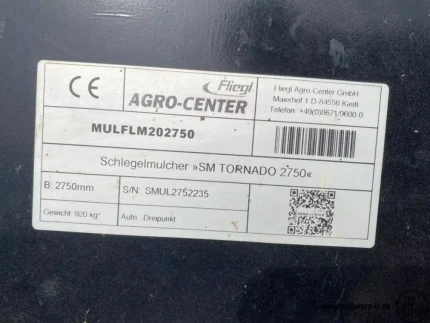 CE
Fliegl
AGRO-CENTER
Fliegl Agro-Center GmbH
Maierhof 1 D-84556 Kastl
Telefon: +49(0)8671/9600-0
MULFLM202750
Schlegelmulcher »SM TORNADO 2750«
B: 2750mm
S/N: SMUL2752235
Gewicht: 920 kg
Aufn. Dreipunkt